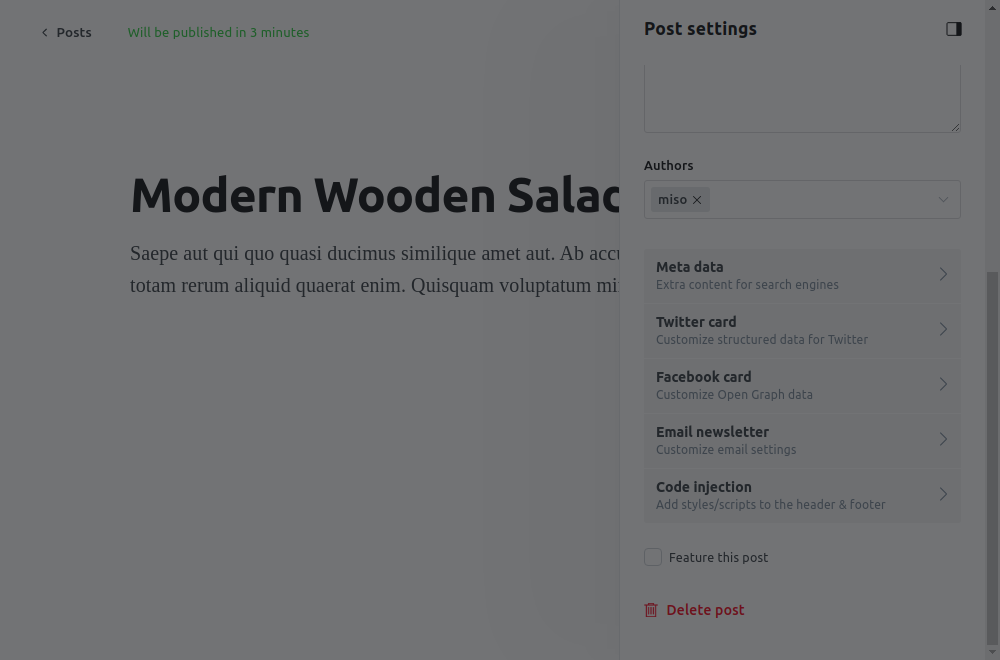 Posts
Will be published in 3 minutes
Post settings
Modern Wooden
Saepe aut qui quo quasi ducimus similique amet aut. Ab
totam rerum aliquid quaerat enim. Quisquam voluptatum
Authors
miso
Meta data
Extra content for search engines
Twitter card
Customize structured data for Twitter
Facebook card
Customize Open Graph data
Email newsletter
Customize email settings
Code injection
Add styles/scripts to the header & footer
Feature this post
Delete post